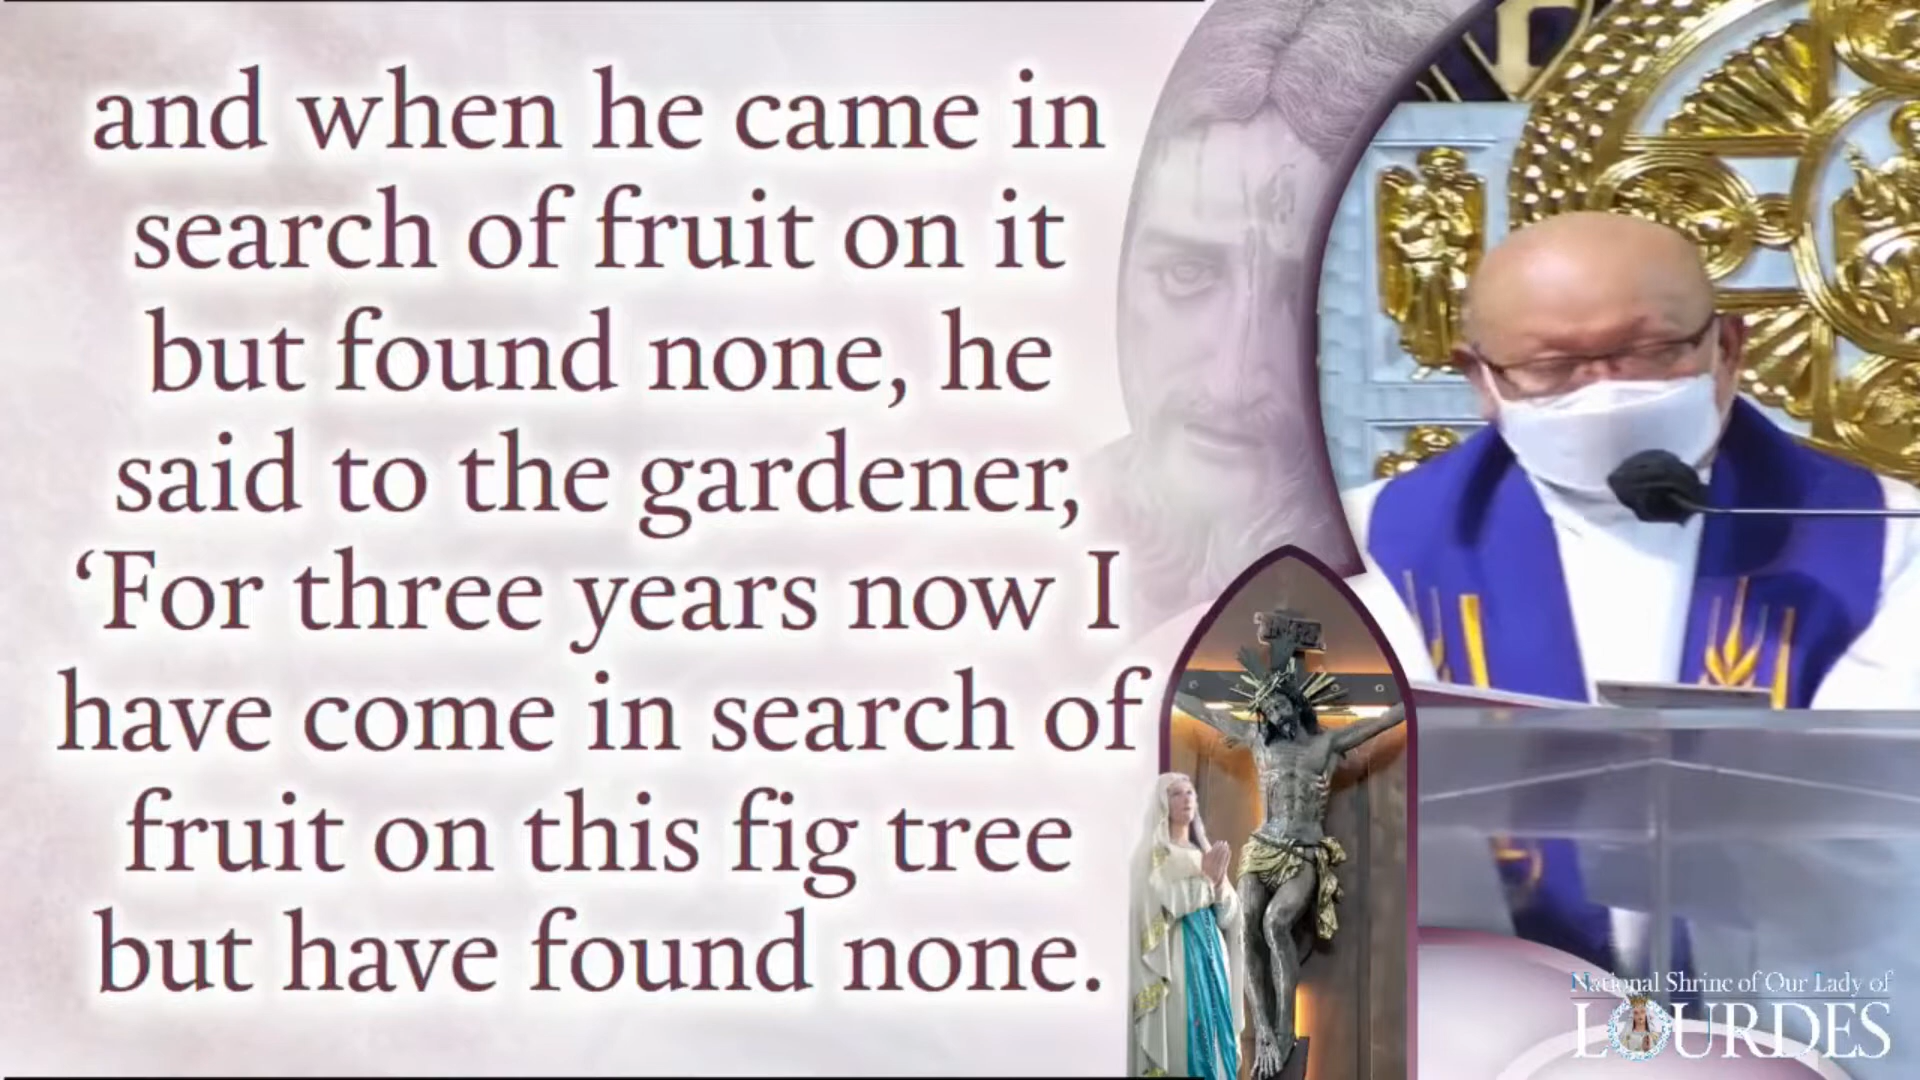 and when he came in
search of fruit on it
but found none, he
said to the gardener,
‘For three years now I
have come in search of
fruit on this fig tree
but have found none.
National Shrine of Our Lady of
LOURDES